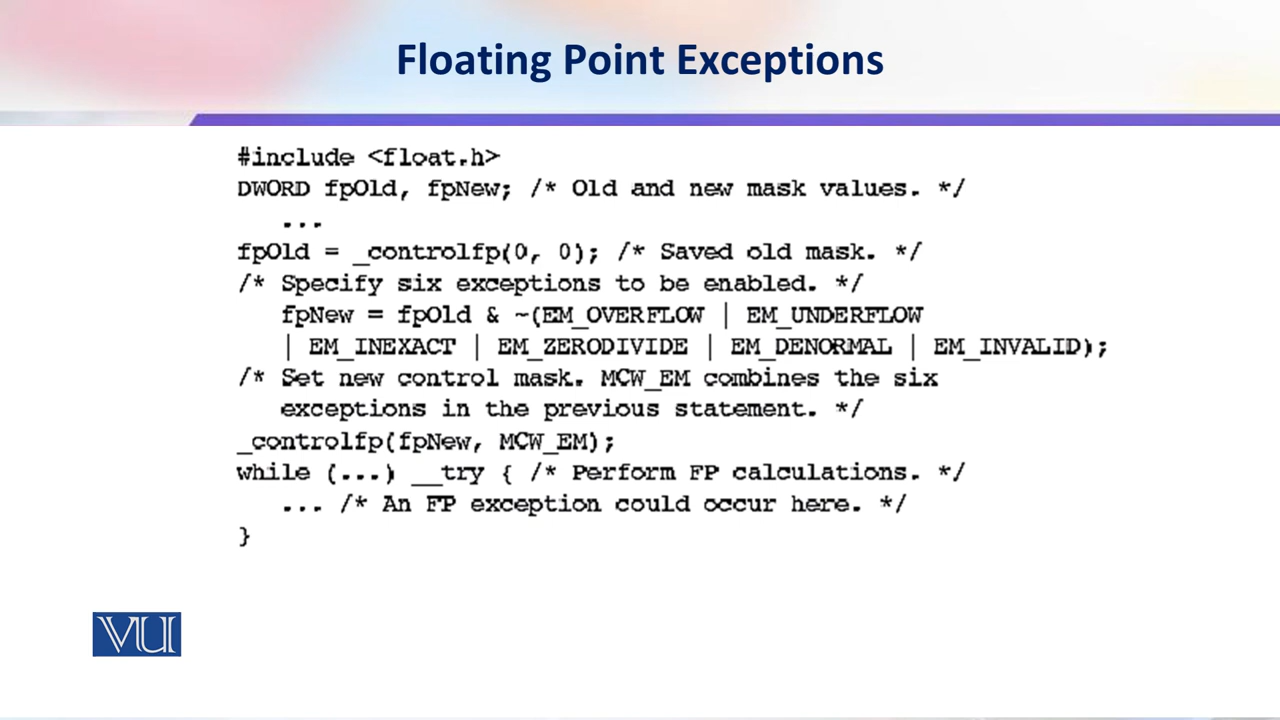 Floating Point Exceptions
#include <float.h>
DWORD fpOld, fpNew; /* Old and new mask values. */
...
fpOld = _controlfp(0, 0); /* Saved old mask. */
/* Specify six exceptions to be enabled. */
fpNew = fpOld & ~(EM_OVERFLOW | EM_UNDERFLOW
| EM_INEXACT | EM_ZERODIVIDE | EM_DENORMAL | EM_INVALID);
/* Set new control mask. MCW_EM combines the six
exceptions in the previous statement. */
_controlfp(fpNew, MCW_EM);
while (...) __try { /* Perform FP calculations. */
... /* An FP exception could occur here. */
}
VU